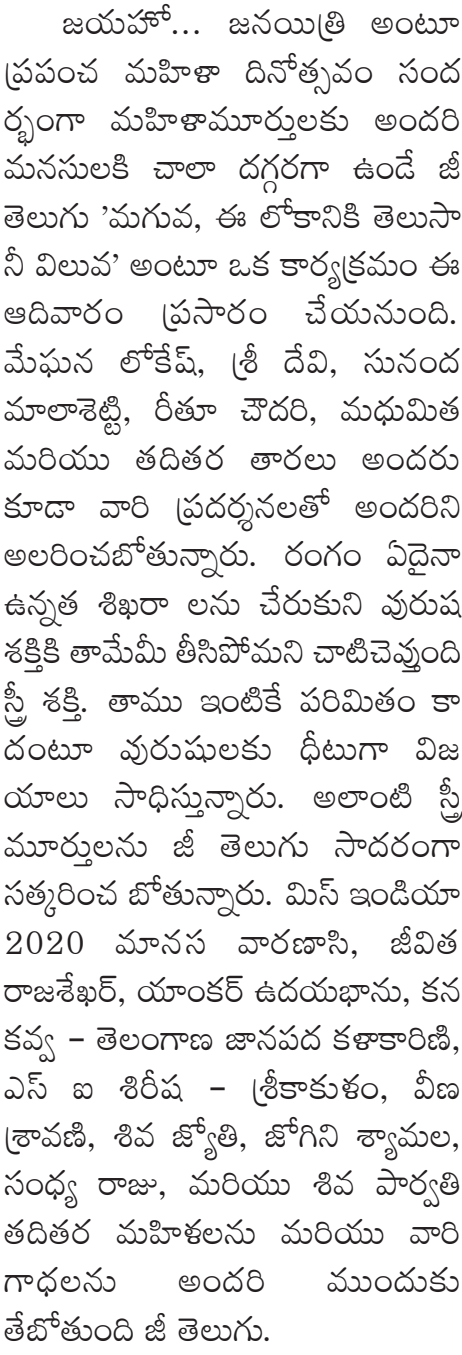 జయహో... జనయిత్రి అంటూ
ప్రపంచ మహిళా దినోత్సవం సంద
ర్భంగా మహిళామూర్తులకు అందరి
మనసులకి చాలా దగ్గరగా ఉండే జీ
తెలుగు 'మగువ, ఈ లోకానికి తెలుసా
నీ విలువ' అంటూ ఒక కార్యక్రమం ఈ
ఆదివారం ప్రసారం చేయనుంది.
మేఘన లోకేష్, శ్రీ దేవి, సునంద
మాలాశెట్టి, రీతూ చౌదరి, మధుమిత
మరియు తదితర తారలు అందరు
కూడా వారి ప్రదర్శనలతో అందరిని
అలరించబోతున్నారు. రంగం ఏదైనా
ఉన్నత శిఖరా లను చేరుకుని వురుష
శక్తికి తామేమీ తీసిపోమని చాటిచెవ్తుంది
స్త్రీ శక్తి. తాము ఇంటికే పరిమితం కా
దంటూ వురుషులకు ధీటుగా విజ
యాలు సాధిస్తున్నారు. అలాంటి స్త్రీ
మూర్తులను జీ తెలుగు సాదరంగా
సత్కరించ బోతున్నారు. మిస్ ఇండియా
2020 మానస వారణాసి, జీవిత
రాజశేఖర్, యాంకర్ ఉదయభాను, కన
కవ్వ - తెలంగాణ జానపద కళాకారిణి,
ఎస్ ఐ శిరీష - శ్రీకాకుళం, వీణ
శ్రావణి, శివ జ్యోతి, జోగిని శ్యామల,
సంధ్య రాజు, మరియు శివ పార్వతి
తదితర మహిళలను మరియు వారి
గాధలను అందరి ముందుకు
తేబోతుంది జీ తెలుగు.